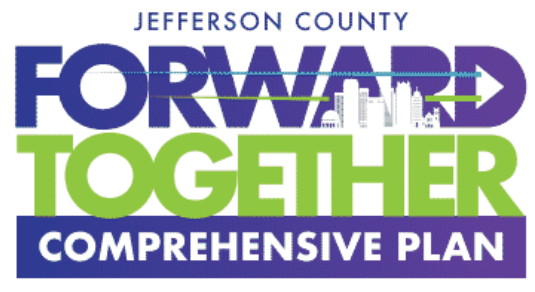 JEFFERSON COUNTY
FORWARD
TOGETHER
COMPREHENSIVE PLAN